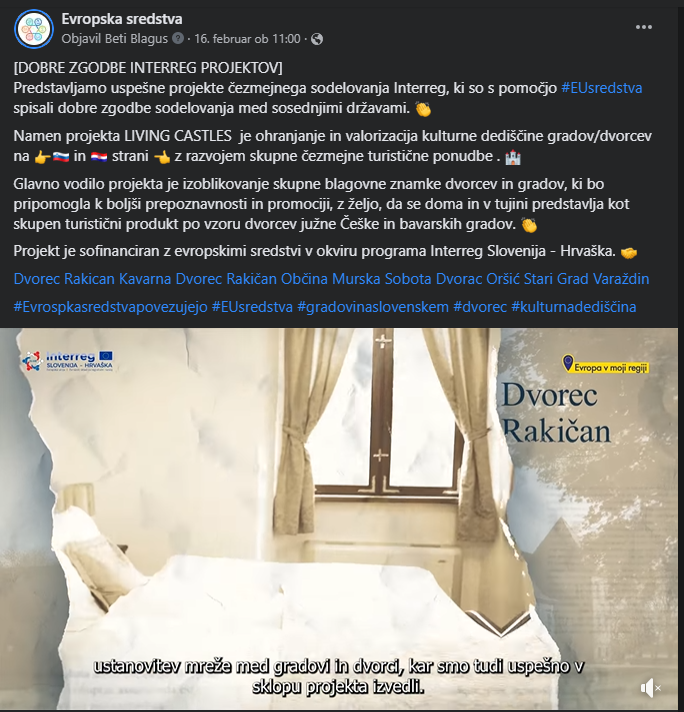 Evropska sredstva
Objavil Beti Blagus · 16. februar ob 11:00 ·
[DOBRE ZGODBE INTERREG PROJEKTOV]
Predstavljamo uspešne projekte čezmejnega sodelovanja Interreg, ki so s pomočjo #EUsredstva
spisali dobre zgodbe sodelovanja med sosednjimi državami. 👏
Namen projekta LIVING CASTLES je ohranjanje in valorizacija kulturne dediščine gradov/dvorcev
na 👉🇸🇮 in 🇭🇷 strani 👈 z razvojem skupne čezmejne turistične ponudbe . 🏰
Glavno vodilo projekta je izoblikovanje skupne blagovne znamke dvorcev in gradov, ki bo
pripomogla k boljši prepoznavnosti in promociji, z željo, da se doma in v tujini predstavlja kot
skupen turistični produkt po vzoru dvorcev južne Češke in bavarskih gradov. 👏
Projekt je sofinanciran z evropskimi sredstvi v okviru programa Interreg Slovenija - Hrvaška. 🤝
Dvorec Rakican Kavarna Dvorec Rakičan Občina Murska Sobota Dvorac Oršić Stari Grad Varaždin
#Evrospkasredstvapovezujejo #EUsredstva #gradovinaslovenskem #dvorec #kulturnadediščina
Interreg
SLOVENIJA - HRVAŠKA
Evropa v moji regiji
Dvorec
Rakičan
ustanovitev mreže med gradovi in dvorci, kar smo tudi uspešno v
sklopu projekta izvedli.